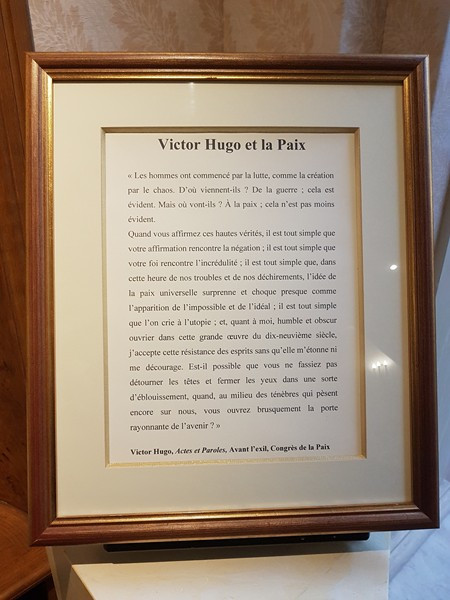 Victor Hugo et la Paix
« Les hommes ont commencé par la lutte, comme la création
par le chaos. D'où viennent-ils ? De la guerre ; cela est
évident. Mais où vont-ils ? À la paix ; cela n'est pas moins
évident.
Quand vous affirmez ces hautes vérités, il est tout simple que
votre affirmation rencontre la négation ; il est tout simple que
votre foi rencontre l'incrédulité ; il est tout simple que, dans
cette heure de nos troubles et de nos déchirements, l'idée de
la paix universelle surprenne et choque presque comme
l'apparition de l'impossible et de l'idéal ; il est tout simple
que l'on crie à l'utopie ; et, quant à moi, humble et obscur
ouvrier dans cette grande œuvre du dix-neuvième siècle,
j'accepte cette résistance des esprits sans qu'elle m'étonne ni
me décourage. Est-il possible que vous ne fassiez pas
détourner les têtes et fermer les yeux dans une sorte
d'éblouissement, quand, au milieu des ténèbres qui pèsent
encore sur nous, vous ouvrez brusquement la porte
rayonnante de l'avenir ? »
Victor Hugo, Actes et Paroles, Avant l'exil, Congrès de la Paix